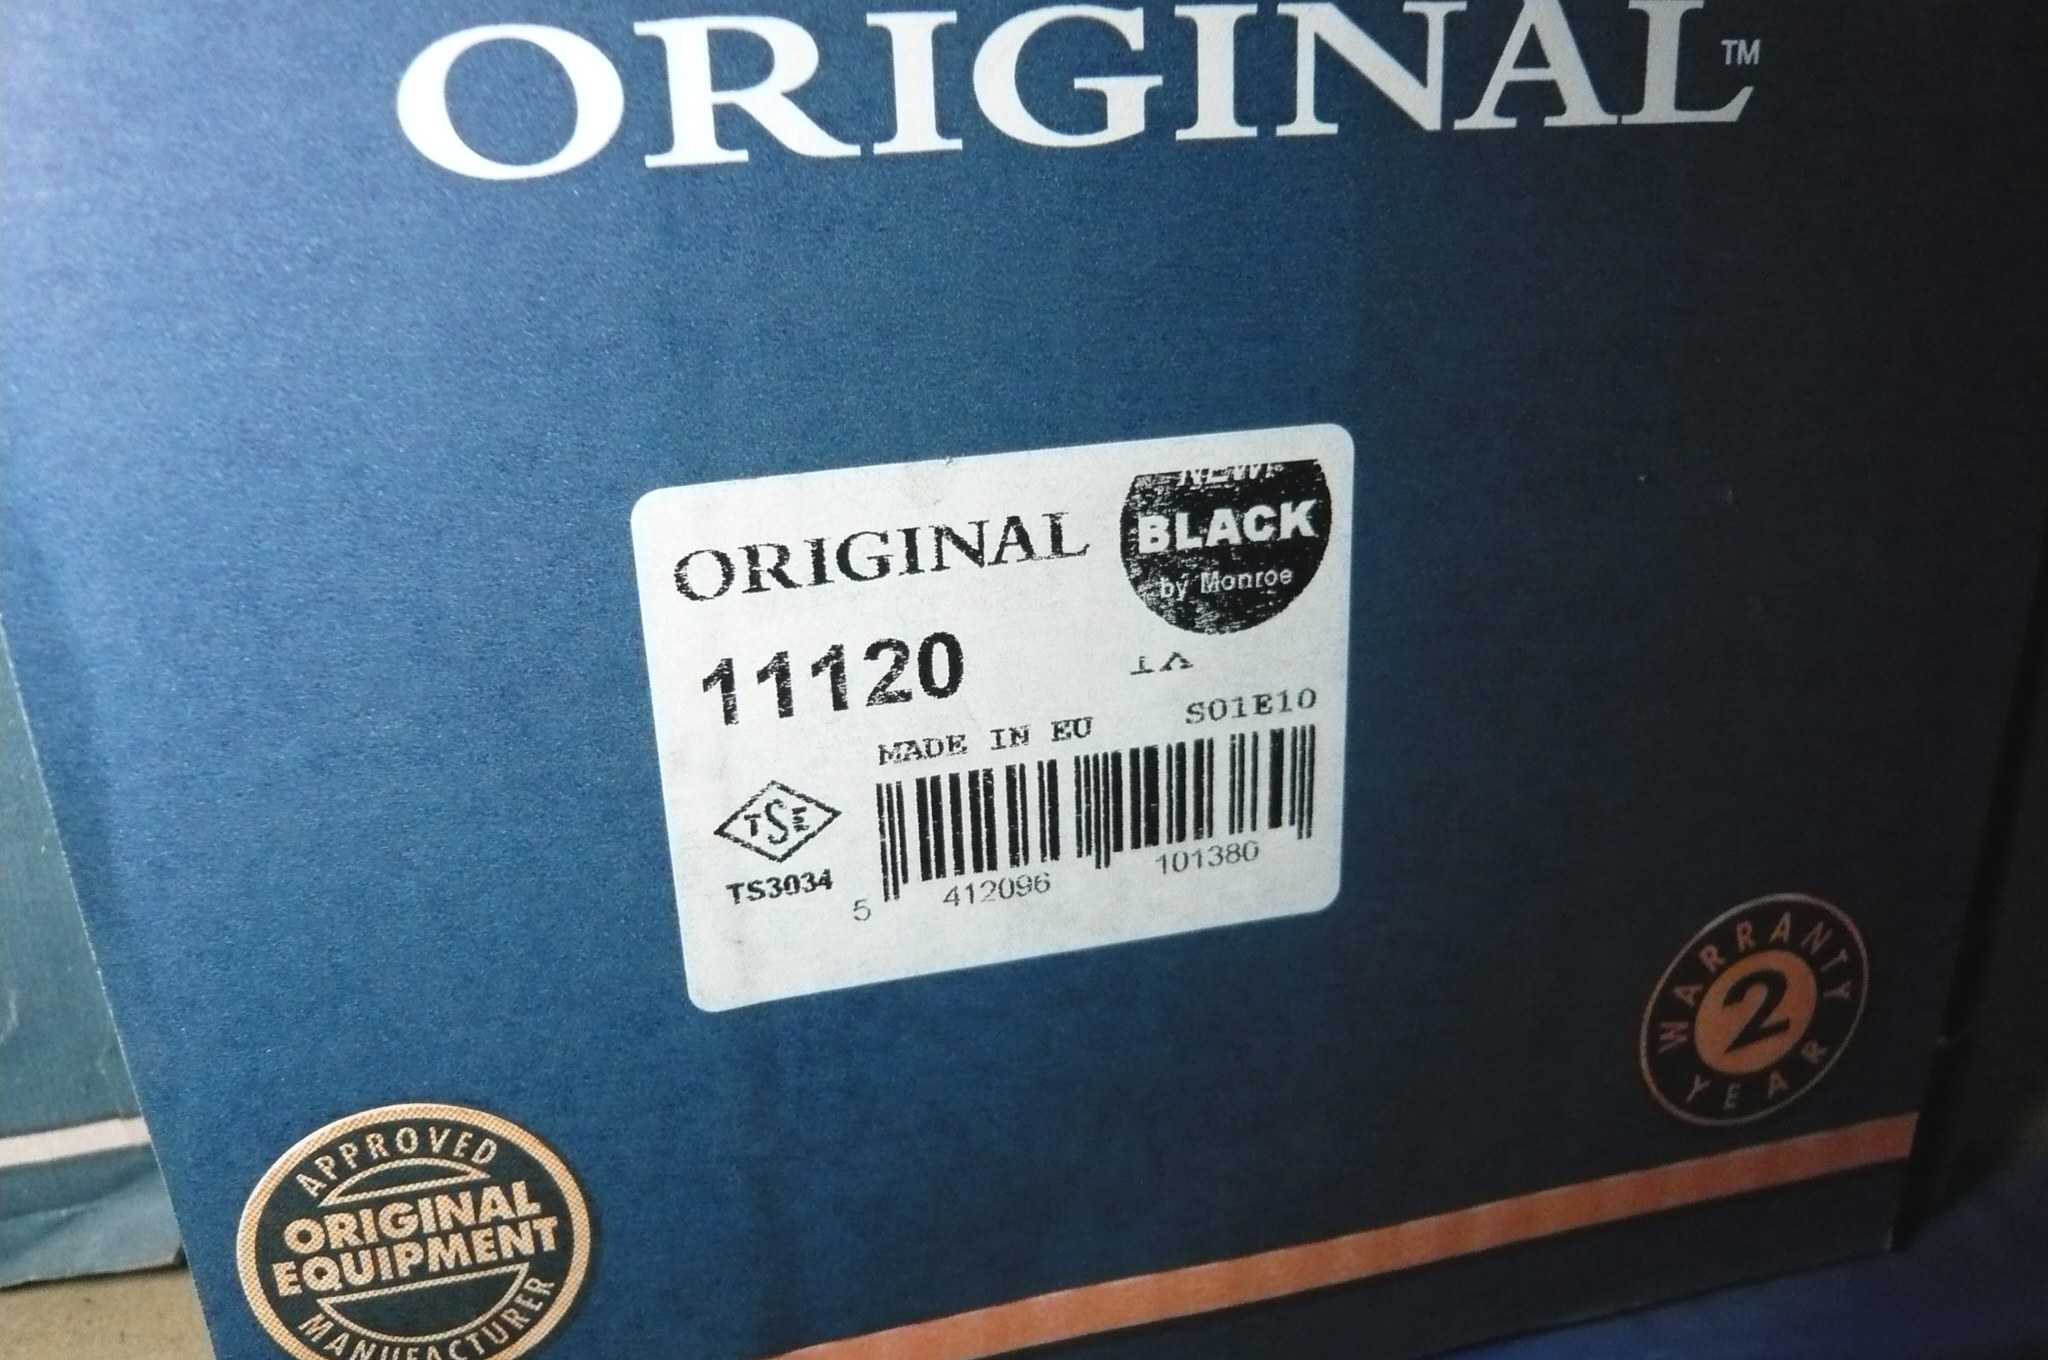 ORIGINAL™
NEW!
BLACK
by Monroe
ORIGINAL
11120
1X
S01E10
MADE IN EU
TSE
TS3034
5 412096 101380
WARRANTY
2
YEAR
APPROVED
ORIGINAL
EQUIPMENT
MANUFACTURER